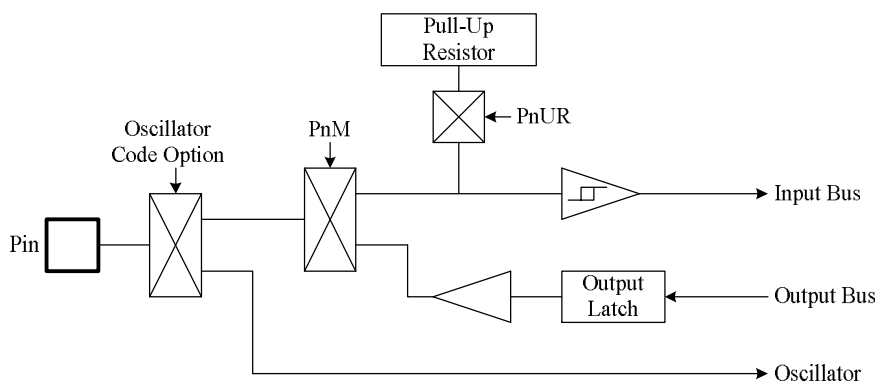 Pull-Up
Resistor
PnUR
Oscillator
Code Option
PnM
Input Bus
Pin
Output
Latch
Output Bus
Oscillator